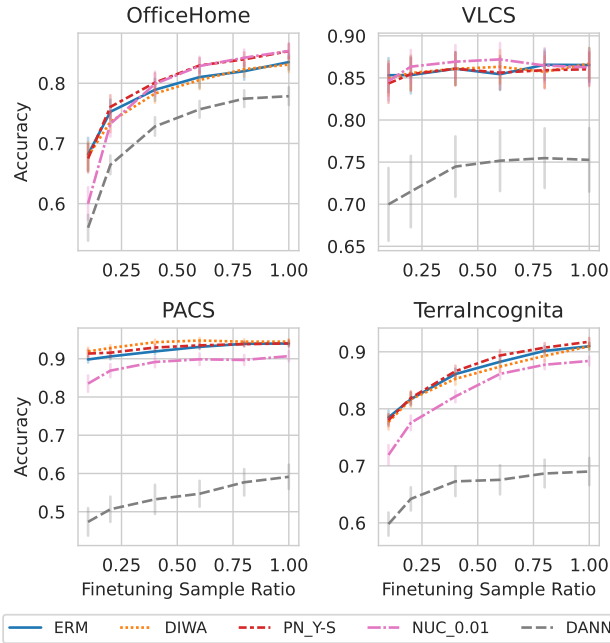 OfficeHome
VLCS
Accuracy
0.8
0.7
0.6
0.25 0.50 0.75 1.00
0.90
0.85
0.80
0.75
0.70
0.65
0.25 0.50 0.75 1.00
PACS
TerraIncognita
Accuracy
0.9
0.8
0.7
0.6
0.5
0.25 0.50 0.75 1.00
Finetuning Sample Ratio
0.9
0.8
0.7
0.6
0.25 0.50 0.75 1.00
Finetuning Sample Ratio
ERM DIWA PN_Y-S NUC_0.01 DANN